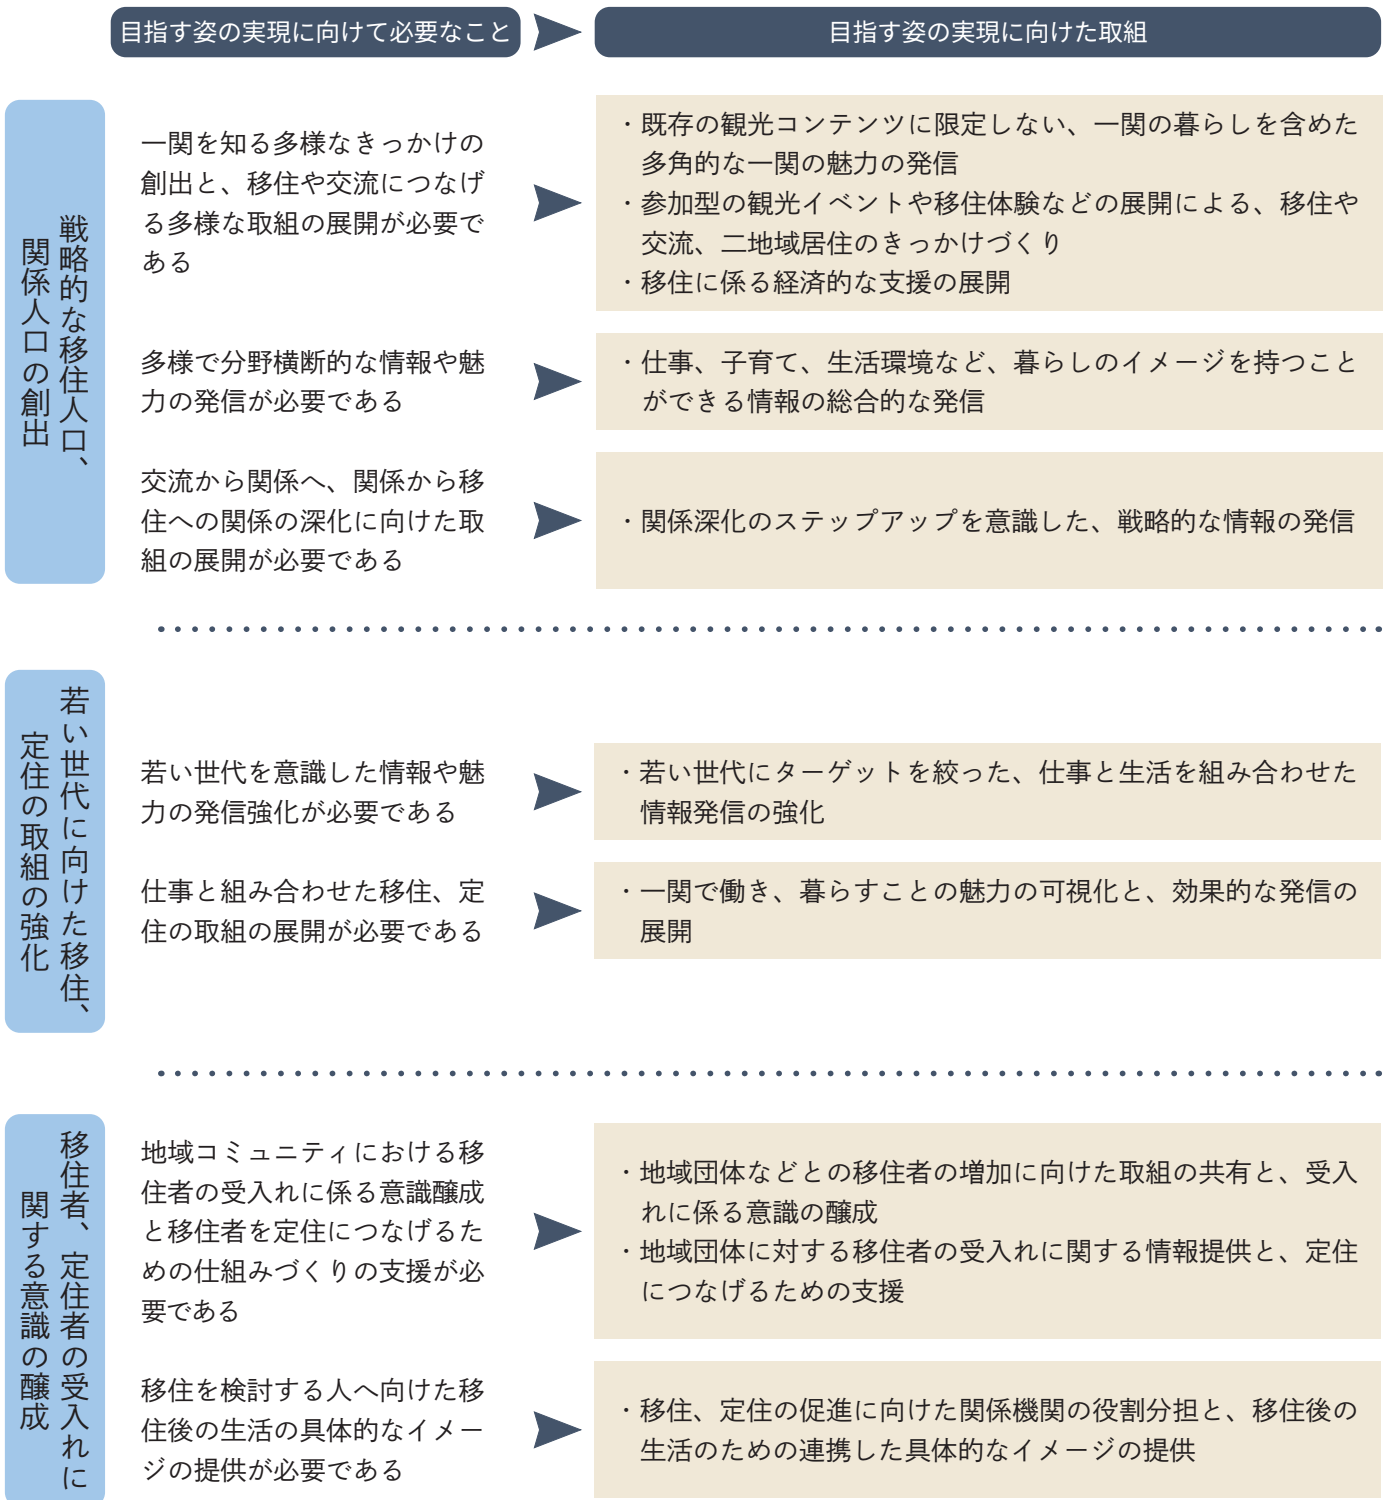 目指す姿の実現に向けて必要なこと
目指す姿の実現に向けた取組
戦略的な移住人口、
関係人口の創出
一関を知る多様なきっかけの
創出と、移住や交流につなげ
る多様な取組の展開が必要で
ある
・既存の観光コンテンツに限定しない、一関の暮らしを含めた
多角的な一関の魅力の発信
・参加型の観光イベントや移住体験などの展開による、移住や
交流、二地域居住のきっかけづくり
・移住に係る経済的な支援の展開
多様で分野横断的な情報や魅
力の発信が必要である
・仕事、子育て、生活環境など、暮らしのイメージを持つこと
ができる情報の総合的な発信
交流から関係へ、関係から移
住への関係の深化に向けた取
組の展開が必要である
・関係深化のステップアップを意識した、戦略的な情報の発信
若い世代に向けた移住、
定住の取組の強化
若い世代を意識した情報や魅
力の発信強化が必要である
・若い世代にターゲットを絞った、仕事と生活を組み合わせた
情報発信の強化
仕事と組み合わせた移住、定
住の取組の展開が必要である
・一関で働き、暮らすことの魅力の可視化と、効果的な発信の
展開
移住者、定住者の受入れに
関する意識の醸成
地域コミュニティにおける移
住者の受入れに係る意識醸成
と移住者を定住につなげるた
めの仕組みづくりの支援が必
要である
・地域団体などとの移住者の増加に向けた取組の共有と、受入
れに係る意識の醸成
・地域団体に対する移住者の受入れに関する情報提供と、定住
につなげるための支援
移住を検討する人へ向けた移
住後の生活の具体的なイメー
ジの提供が必要である
・移住、定住の促進に向けた関係機関の役割分担と、移住後の
生活のための連携した具体的なイメージの提供